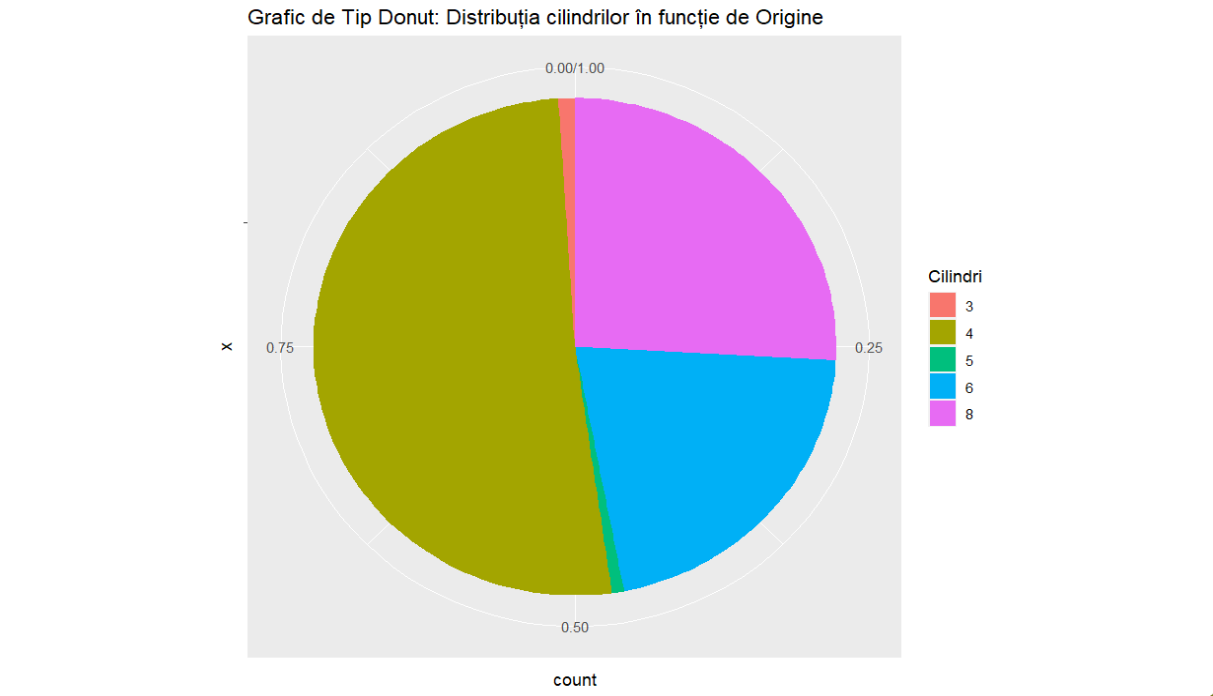 Grafic de Tip Donut: Distribuția cilindrilor în funcție de Origine
0.00/1.00
0.75
0.25
0.50
x
count
Cilindri
3
4
5
6
8